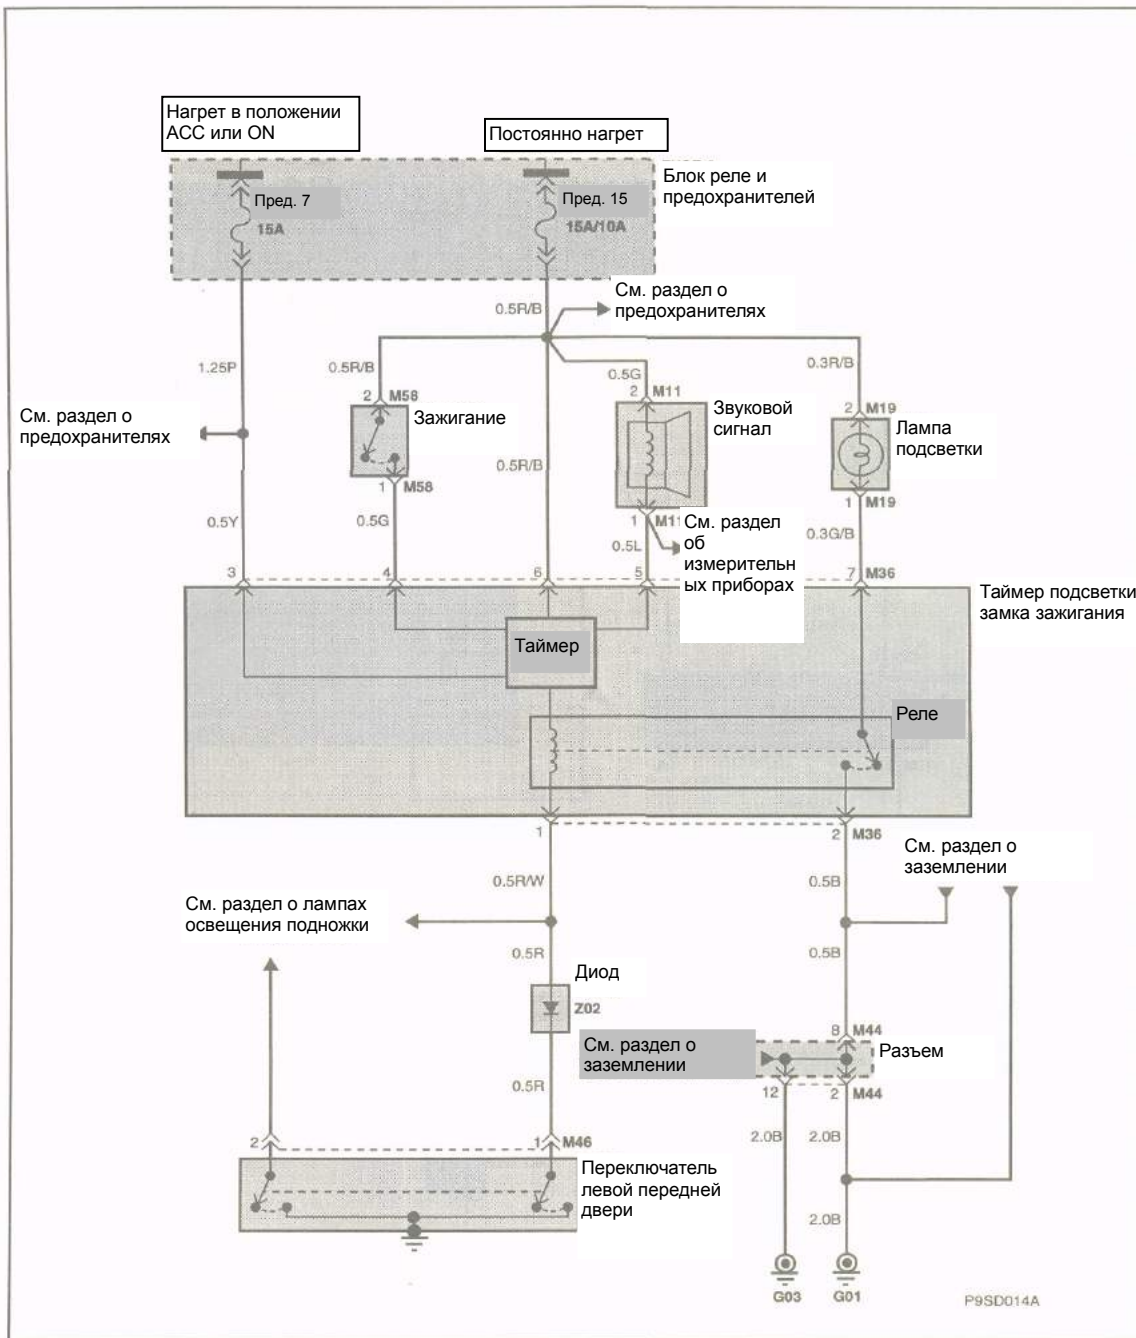 Нагрет в положении
ACC или ON
Постоянно нагрет
Блок реле и
предохранителей
Пред. 7
15A
Пред. 15
15A/10A
См. раздел о
предохранителях
0.5R/B
1.25P
0.5R/B
0.5G
0.3R/B
2 M58
2 M11
2 M19
См. раздел о
предохранителях
Зажигание
Звуковой
сигнал
Лампа
подсветки
0.5R/B
1 M58
1 M11
1 M19
0.5Y
0.5G
0.5L
0.3G/B
См. раздел
об
измерительн
ых приборах
3
4
6
5
7 M36
Таймер подсветки
замка зажигания
Таймер
Реле
1
2 M36
0.5R/W
0.5B
См. раздел о
заземлении
См. раздел о лампах
освещения подножки
0.5R
0.5B
Диод
Z02
8 M44
См. раздел о
заземлении
Разъем
0.5R
12
2 M44
2.0B
2.0B
2
1 M46
Переключатель
левой передней
двери
2.0B
G03
G01
P9SD014A